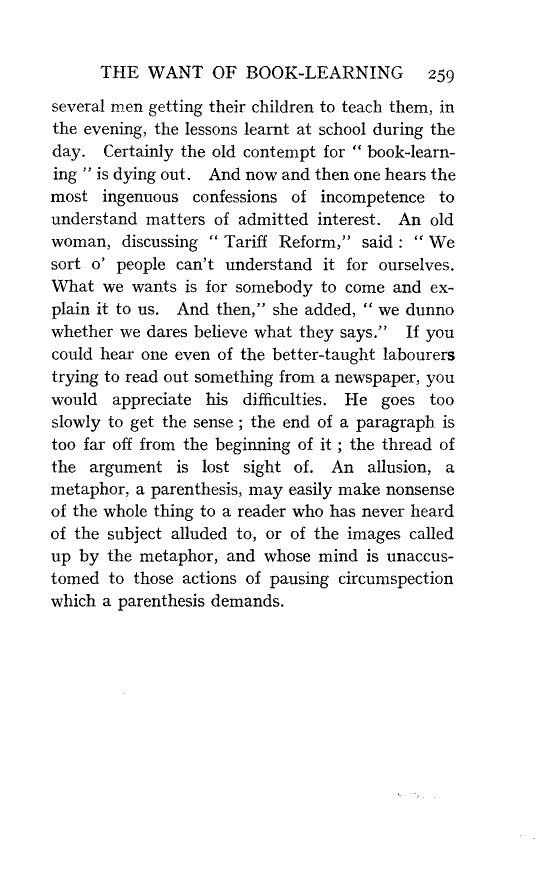 THE WANT OF BOOK-LEARNING 259
several men getting their children to teach them, in
the evening, the lessons learnt at school during the
day. Certainly the old contempt for “ book-learn-
ing ” is dying out. And now and then one hears the
most ingenuous confessions of incompetence to
understand matters of admitted interest. An old
woman, discussing “ Tariff Reform,” said : “ We
sort o’ people can’t understand it for ourselves.
What we wants is for somebody to come and ex-
plain it to us. And then,” she added, “ we dunno
whether we dares believe what they says.” If you
could hear one even of the better-taught labourers
trying to read out something from a newspaper, you
would appreciate his difficulties. He goes too
slowly to get the sense ; the end of a paragraph is
too far off from the beginning of it ; the thread of
the argument is lost sight of. An allusion, a
metaphor, a parenthesis, may easily make nonsense
of the whole thing to a reader who has never heard
of the subject alluded to, or of the images called
up by the metaphor, and whose mind is unaccus-
tomed to those actions of pausing circumspection
which a parenthesis demands.